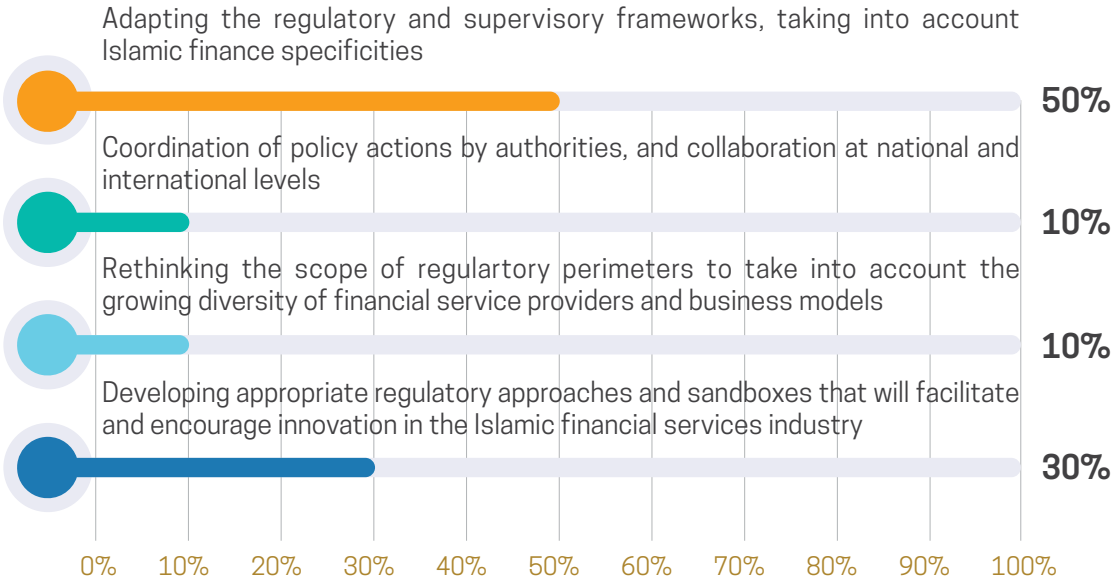 Adapting the regulatory and supervisory frameworks, taking into account
Islamic finance specificities
50%
Coordination of policy actions by authorities, and collaboration at national and
international levels
10%
Rethinking the scope of regulartory perimeters to take into account the
growing diversity of financial service providers and business models
10%
Developing appropriate regulatory approaches and sandboxes that will facilitate
and encourage innovation in the Islamic financial services industry
30%
0% 10% 20% 30% 40% 50% 60% 70% 80% 90% 100%